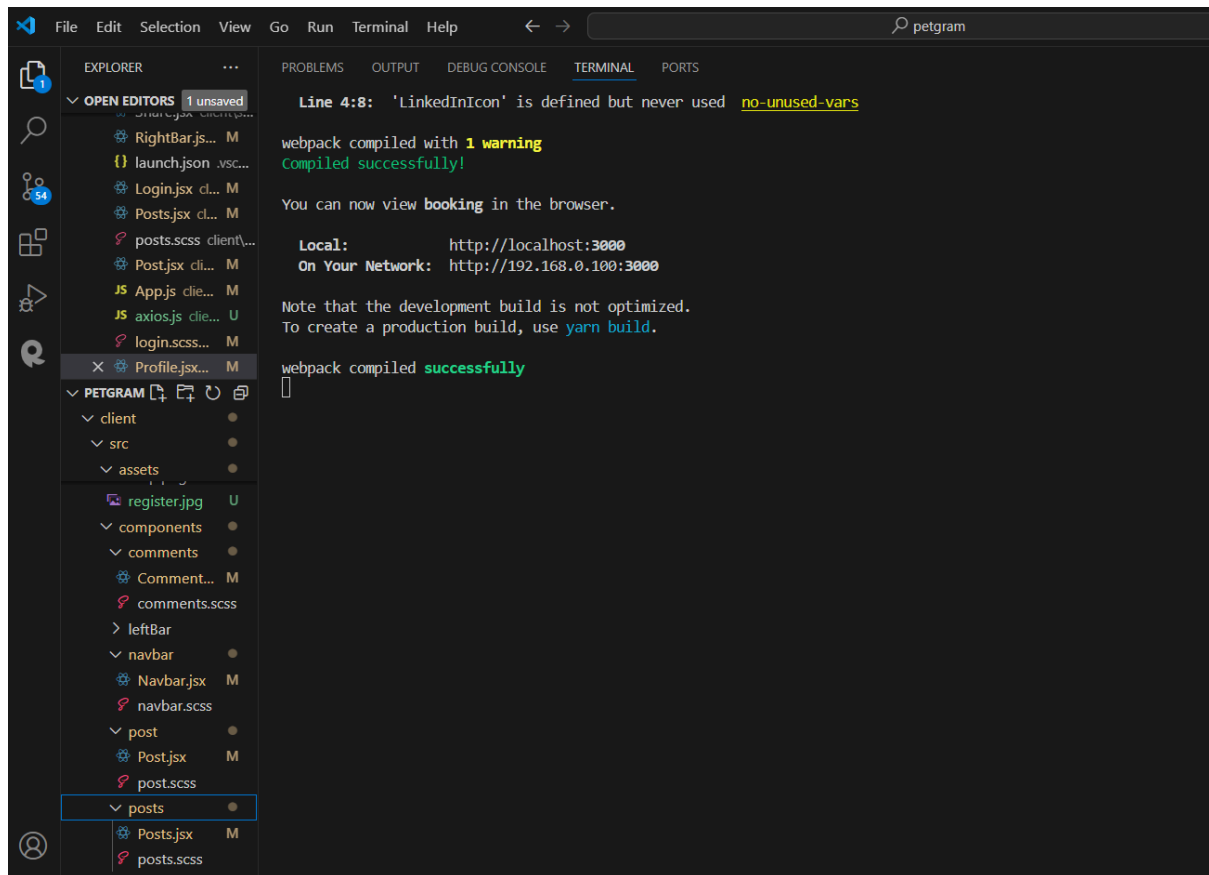 File Edit Selection View Go Run Terminal Help petgram
EXPLORER ...
OPEN EDITORS 1 unsaved
RightBar.js... M
{} launch.json .vsc...
Login.jsx cl... M
Posts.jsx cl... M
posts.scss client\...
Post.jsx cli... M
JS App.js clie... M
JS axios.js clie... U
login.scss... M
Profile.jsx... M
PETGRAM
client
src
assets
register.jpg U
components
comments
Comment... M
comments.scss
leftBar
navbar
Navbar.jsx M
navbar.scss
post
Post.jsx M
post.scss
posts
Posts.jsx M
posts.scss
1
54
PROBLEMS OUTPUT DEBUG CONSOLE TERMINAL PORTS
Line 4:8: 'LinkedInIcon' is defined but never used no-unused-vars
webpack compiled with 1 warning
Compiled successfully!
You can now view booking in the browser.
Local: http://localhost:3000
On Your Network: http://192.168.0.100:3000
Note that the development build is not optimized.
To create a production build, use yarn build.
webpack compiled successfully